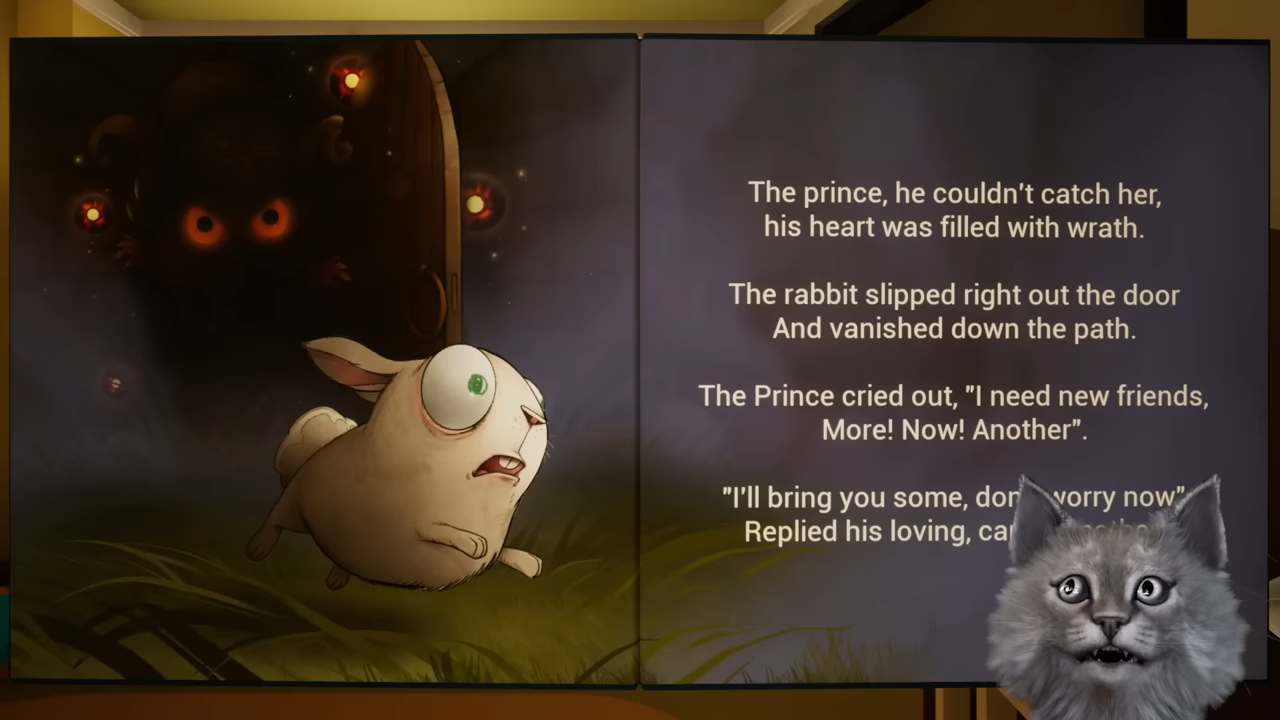 The prince, he couldn't catch her,
his heart was filled with wrath.
The rabbit slipped right out the door
And vanished down the path.
The Prince cried out, "I need new friends,
More! Now! Another".
"I'll bring you some, worry now"
Replied his loving,